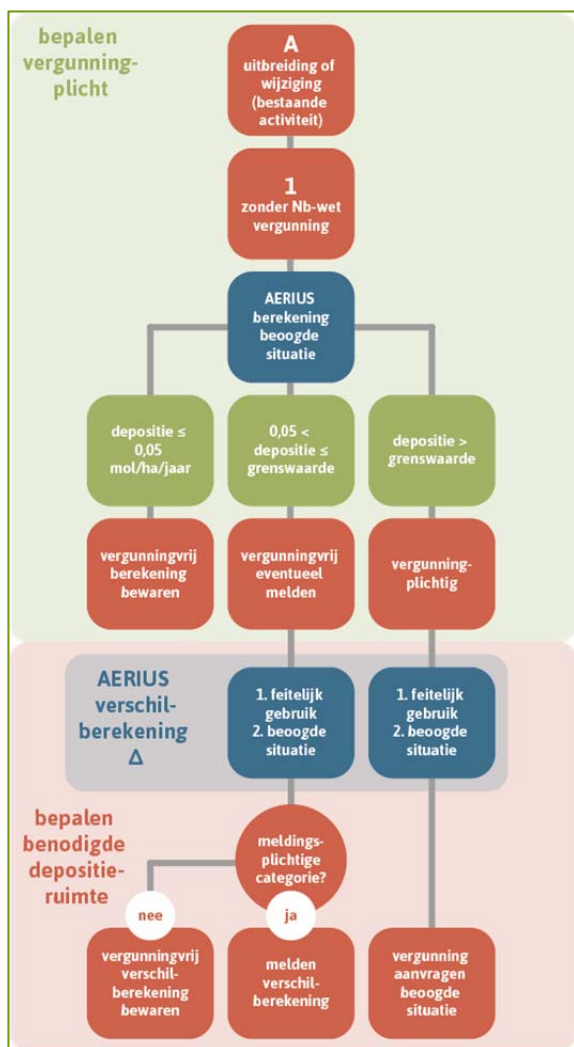 bepalen
vergunning-
plicht
A
uitbreiding of
wijziging
(bestaande
activiteit)
1
zonder Nb-wet
vergunning
AERIUS
berekening
beoogde
situatie
depositie ≤
0,05
mol/ha/jaar
0,05 <
depositie ≤
grenswaarde
depositie >
grenswaarde
vergunningvrij
berekening
bewaren
vergunningvrij
eventueel
melden
vergunning-
plichtig
AERIUS
verschil-
berekening
Δ
1. feitelijk
gebruik
2. beoogde
situatie
1. feitelijk
gebruik
2. beoogde
situatie
bepalen
benodigde
depositie-
ruimte
meldings-
plichtige
categorie?
nee
ja
vergunningvrij
verschil-
berekening
bewaren
melden
verschil-
berekening
vergunning
aanvragen
beoogde
situatie